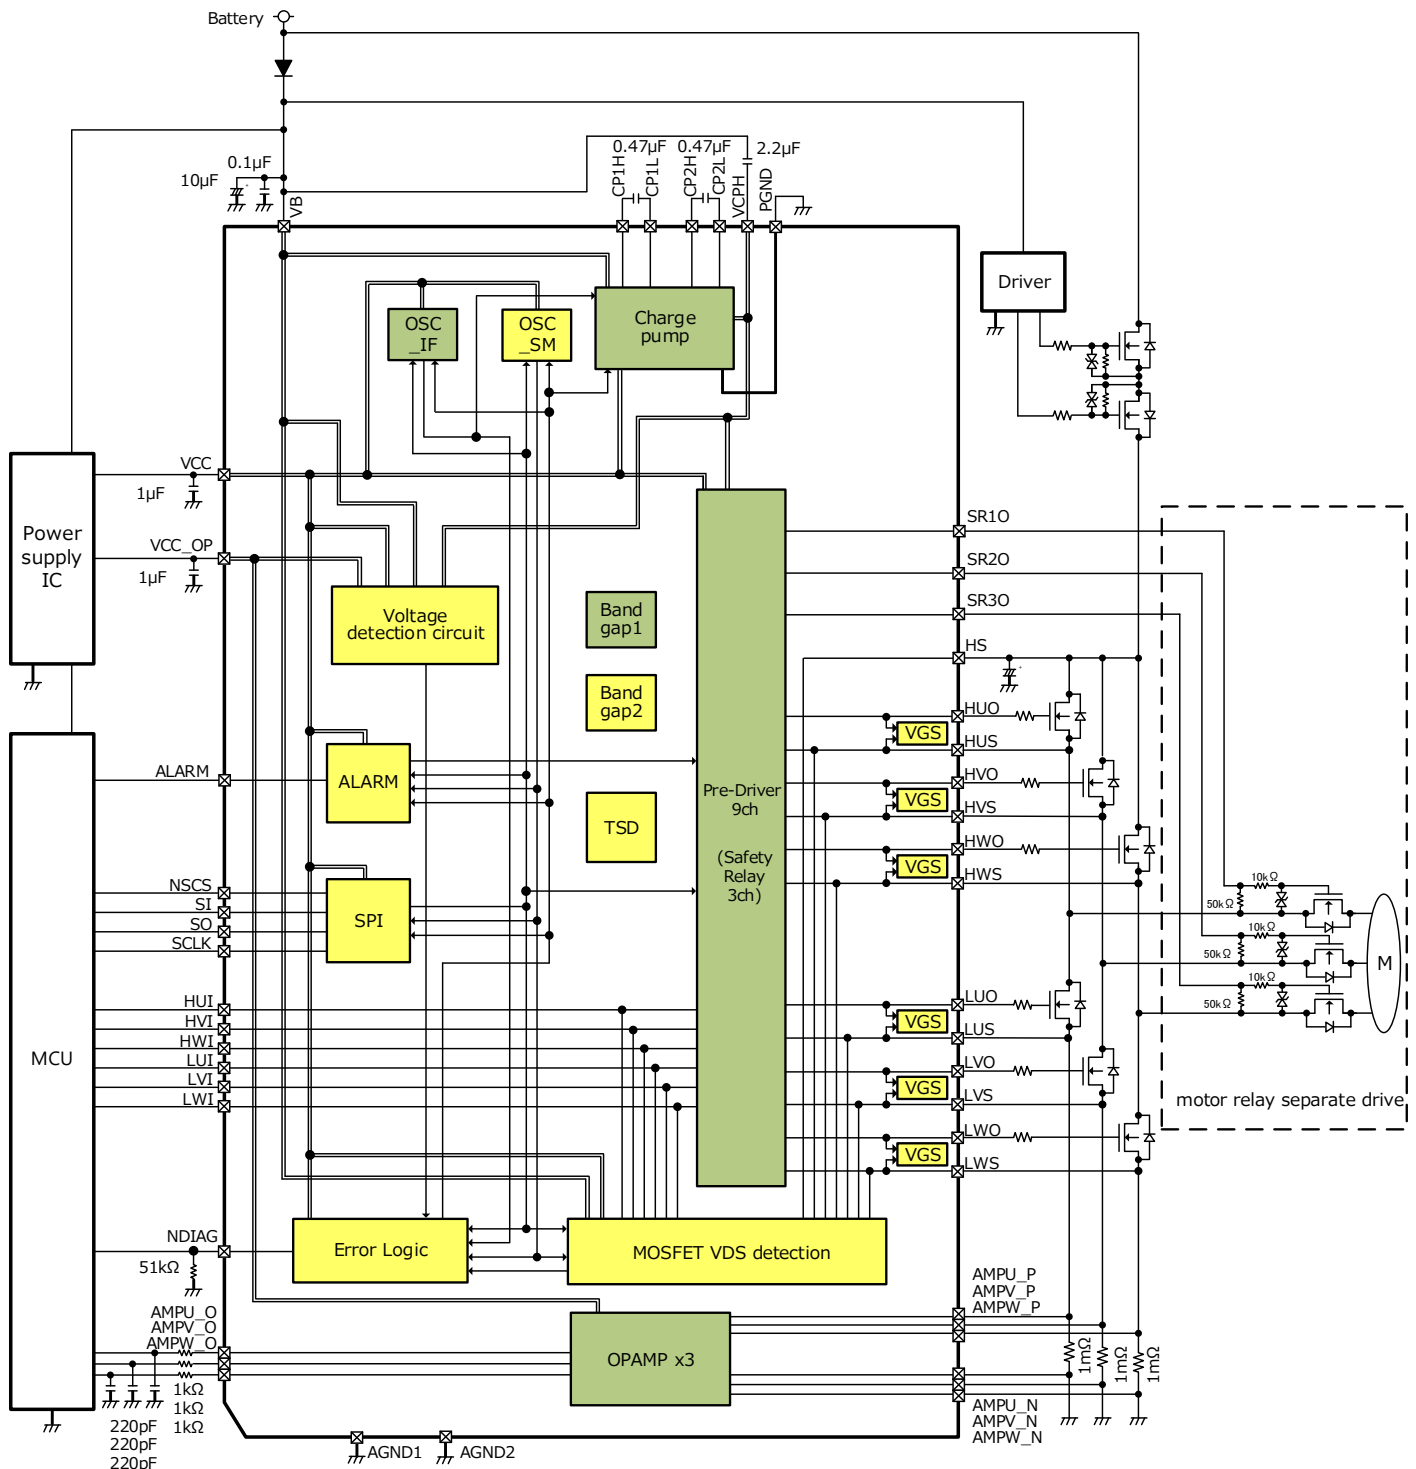 Battery
0.1µF
10µF
VB
0.47µF
0.47µF
2.2µF
CP1H
CP1L
CP2H
CP2L
VCPH
PGND
Driver
OSC
_IF
OSC
_SM
Charge
pump
VCC
1µF
VCC_OP
1µF
Power
supply
IC
SR1O
SR2O
SR3O
HS
Voltage
detection circuit
Band
gap1
Band
gap2
TSD
ALARM
ALARM
Pre-Driver
9ch
(Safety
Relay
3ch)
HUO
VGS
HUS
HVO
VGS
HVS
HWO
VGS
HWS
NSCS
SI
SO
SCLK
SPI
10kΩ
50kΩ
10kΩ
50kΩ
10kΩ
50kΩ
M
HUI
HVI
HWI
LUI
LVI
LWI
MCU
LUO
VGS
LUS
LVO
VGS
LVS
LWO
VGS
LWS
motor relay separate drive
NDIAG
51kΩ
Error Logic
MOSFET VDS detection
AMPU_P
AMPV_P
AMPW_P
AMPU_O
AMPV_O
AMPW_O
OPAMP x3
1mΩ
1mΩ
1mΩ
1kΩ
1kΩ
1kΩ
220pF
220pF
220pF
AMPU_N
AMPV_N
AMPW_N
AGND1
AGND2